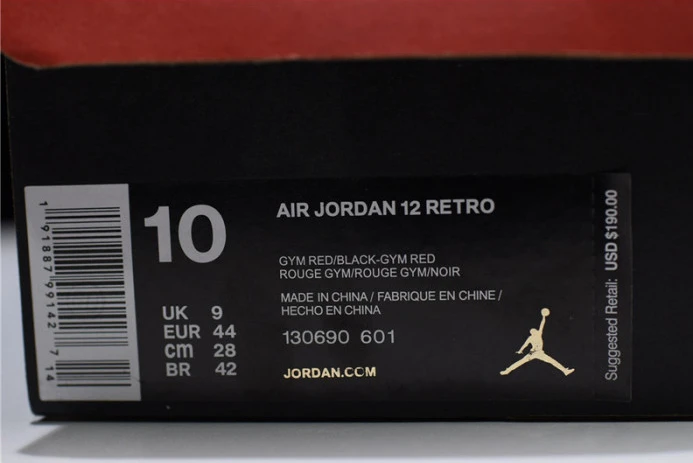 1 91887 99142 7 14
10
AIR JORDAN 12 RETRO
GYM RED/BLACK-GYM RED
ROUGE GYM/ROUGE GYM/NOIR
MADE IN CHINA / FABRIQUE EN CHINE /
HECHO EN CHINA
130690 601
JORDAN.COM
UK 9
EUR 44
cm 28
BR 42
Suggested Retail: USD $190.00